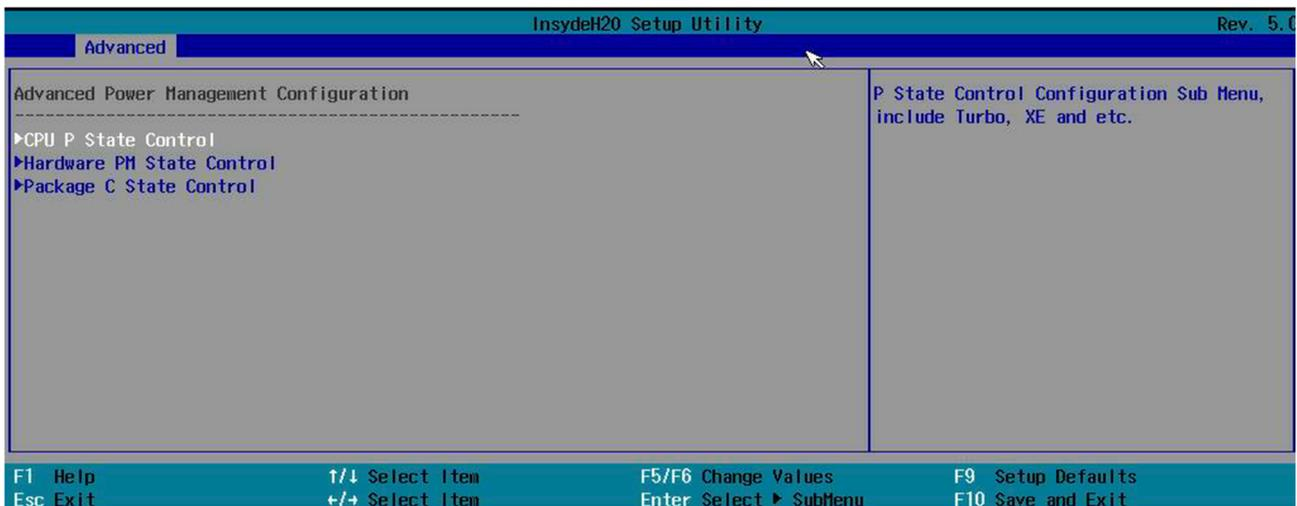 InsydeH20 Setup Utility Rev. 5.0
Advanced
Advanced Power Management Configuration
--------------------------------------------------
►CPU P State Control
►Hardware PM State Control
►Package C State Control
P State Control Configuration Sub Menu,
include Turbo, XE and etc.
F1 Help ↑/↓ Select Item F5/F6 Change Values F9 Setup Defaults
Esc Exit ←/→ Select Item Enter Select ► SubMenu F10 Save and Exit